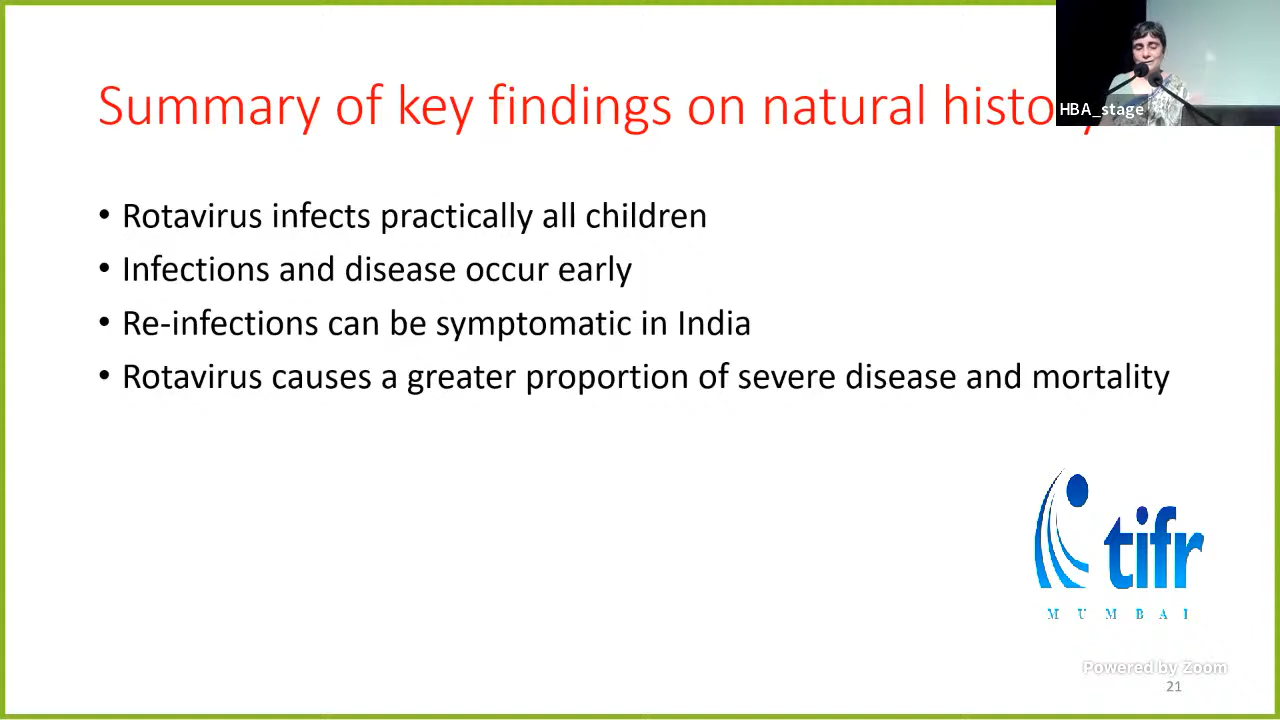 Summary of key findings on natural history
HBA_stage
• Rotavirus infects practically all children
• Infections and disease occur early
• Re-infections can be symptomatic in India
• Rotavirus causes a greater proportion of severe disease and mortality
tifr
MUMBAI
Powered by Zoom
21